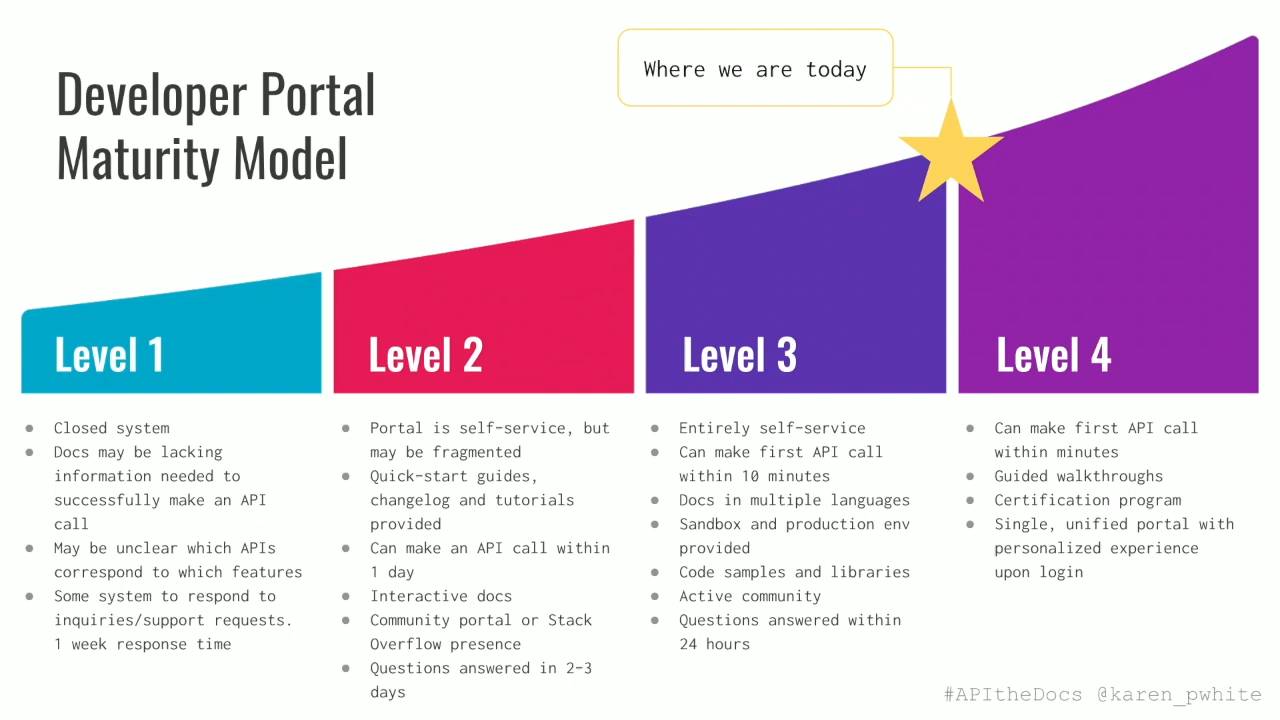 Developer Portal
Maturity Model
Where we are today
Level 1
Level 2
Level 3
Level 4
● Closed system
● Docs may be lacking
information needed to
successfully make an API
call
● May be unclear which APIs
correspond to which features
● Some system to respond to
inquiries/support requests.
1 week response time
● Portal is self-service, but
may be fragmented
● Quick-start guides,
changelog and tutorials
provided
● Can make an API call within
1 day
● Interactive docs
● Community portal or Stack
Overflow presence
● Questions answered in 2-3
days
● Entirely self-service
● Can make first API call
within 10 minutes
● Docs in multiple languages
● Sandbox and production env
provided
● Code samples and libraries
● Active community
● Questions answered within
24 hours
● Can make first API call
within minutes
● Guided walkthroughs
● Certification program
● Single, unified portal with
personalized experience
upon login
#APItheDocs @karen_pwhite